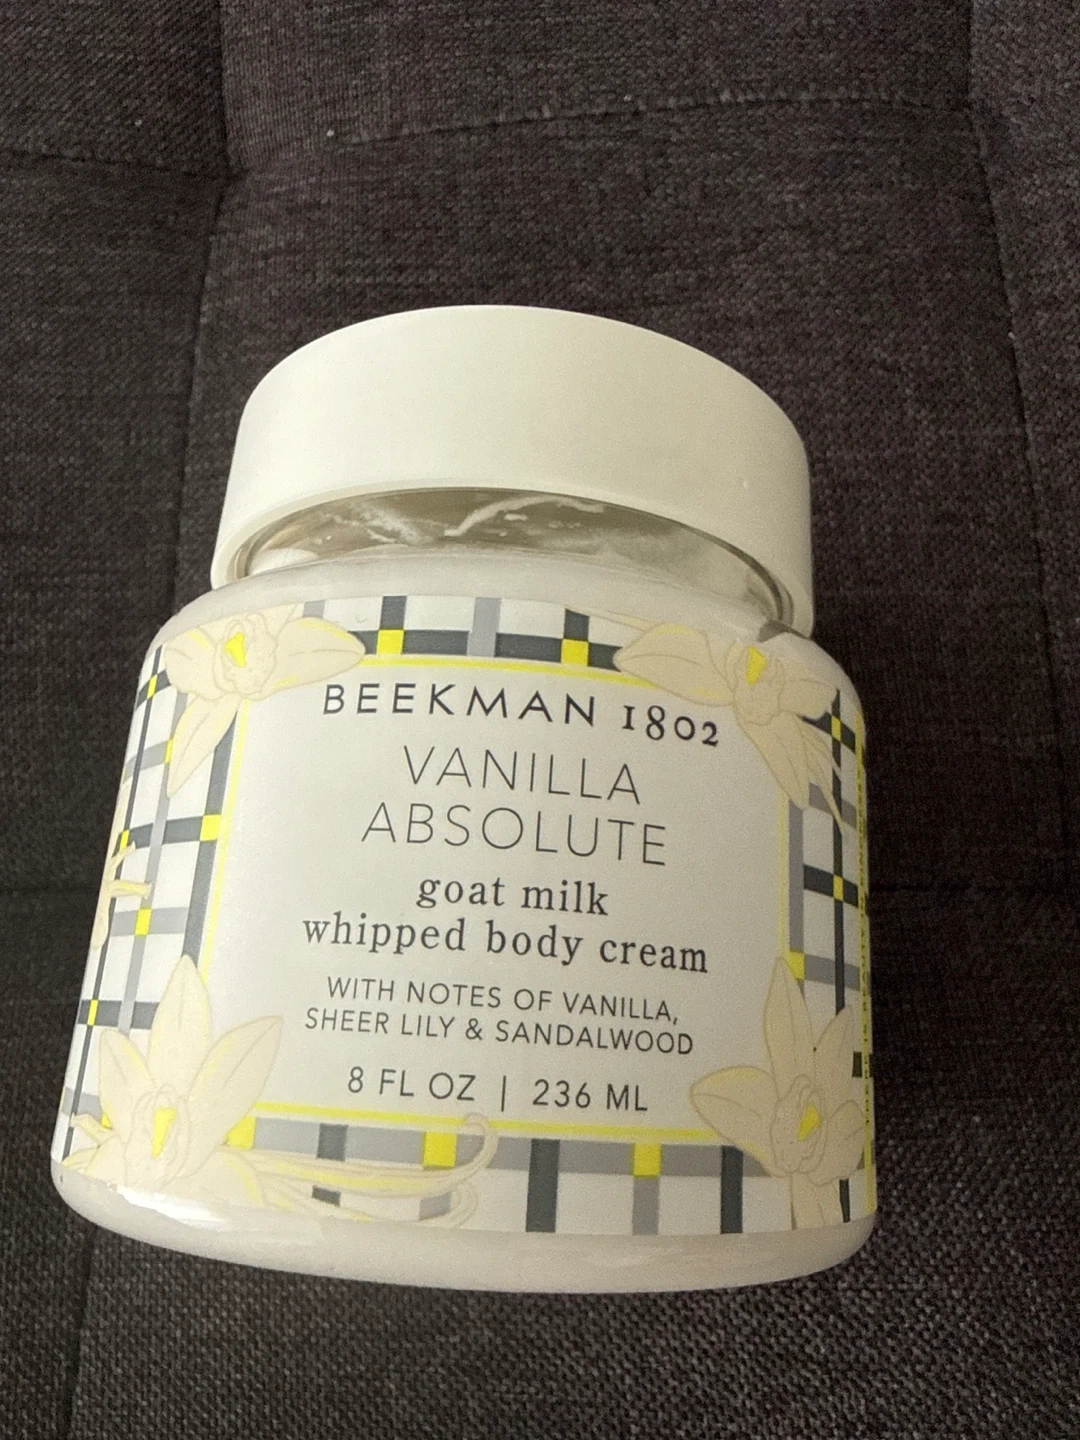 BEEKMAN 1802
VANILLA
ABSOLUTE
goat milk
whipped body cream
WITH NOTES OF VANILLA,
SHEER LILY & SANDALWOOD
8 FL OZ | 236 ML